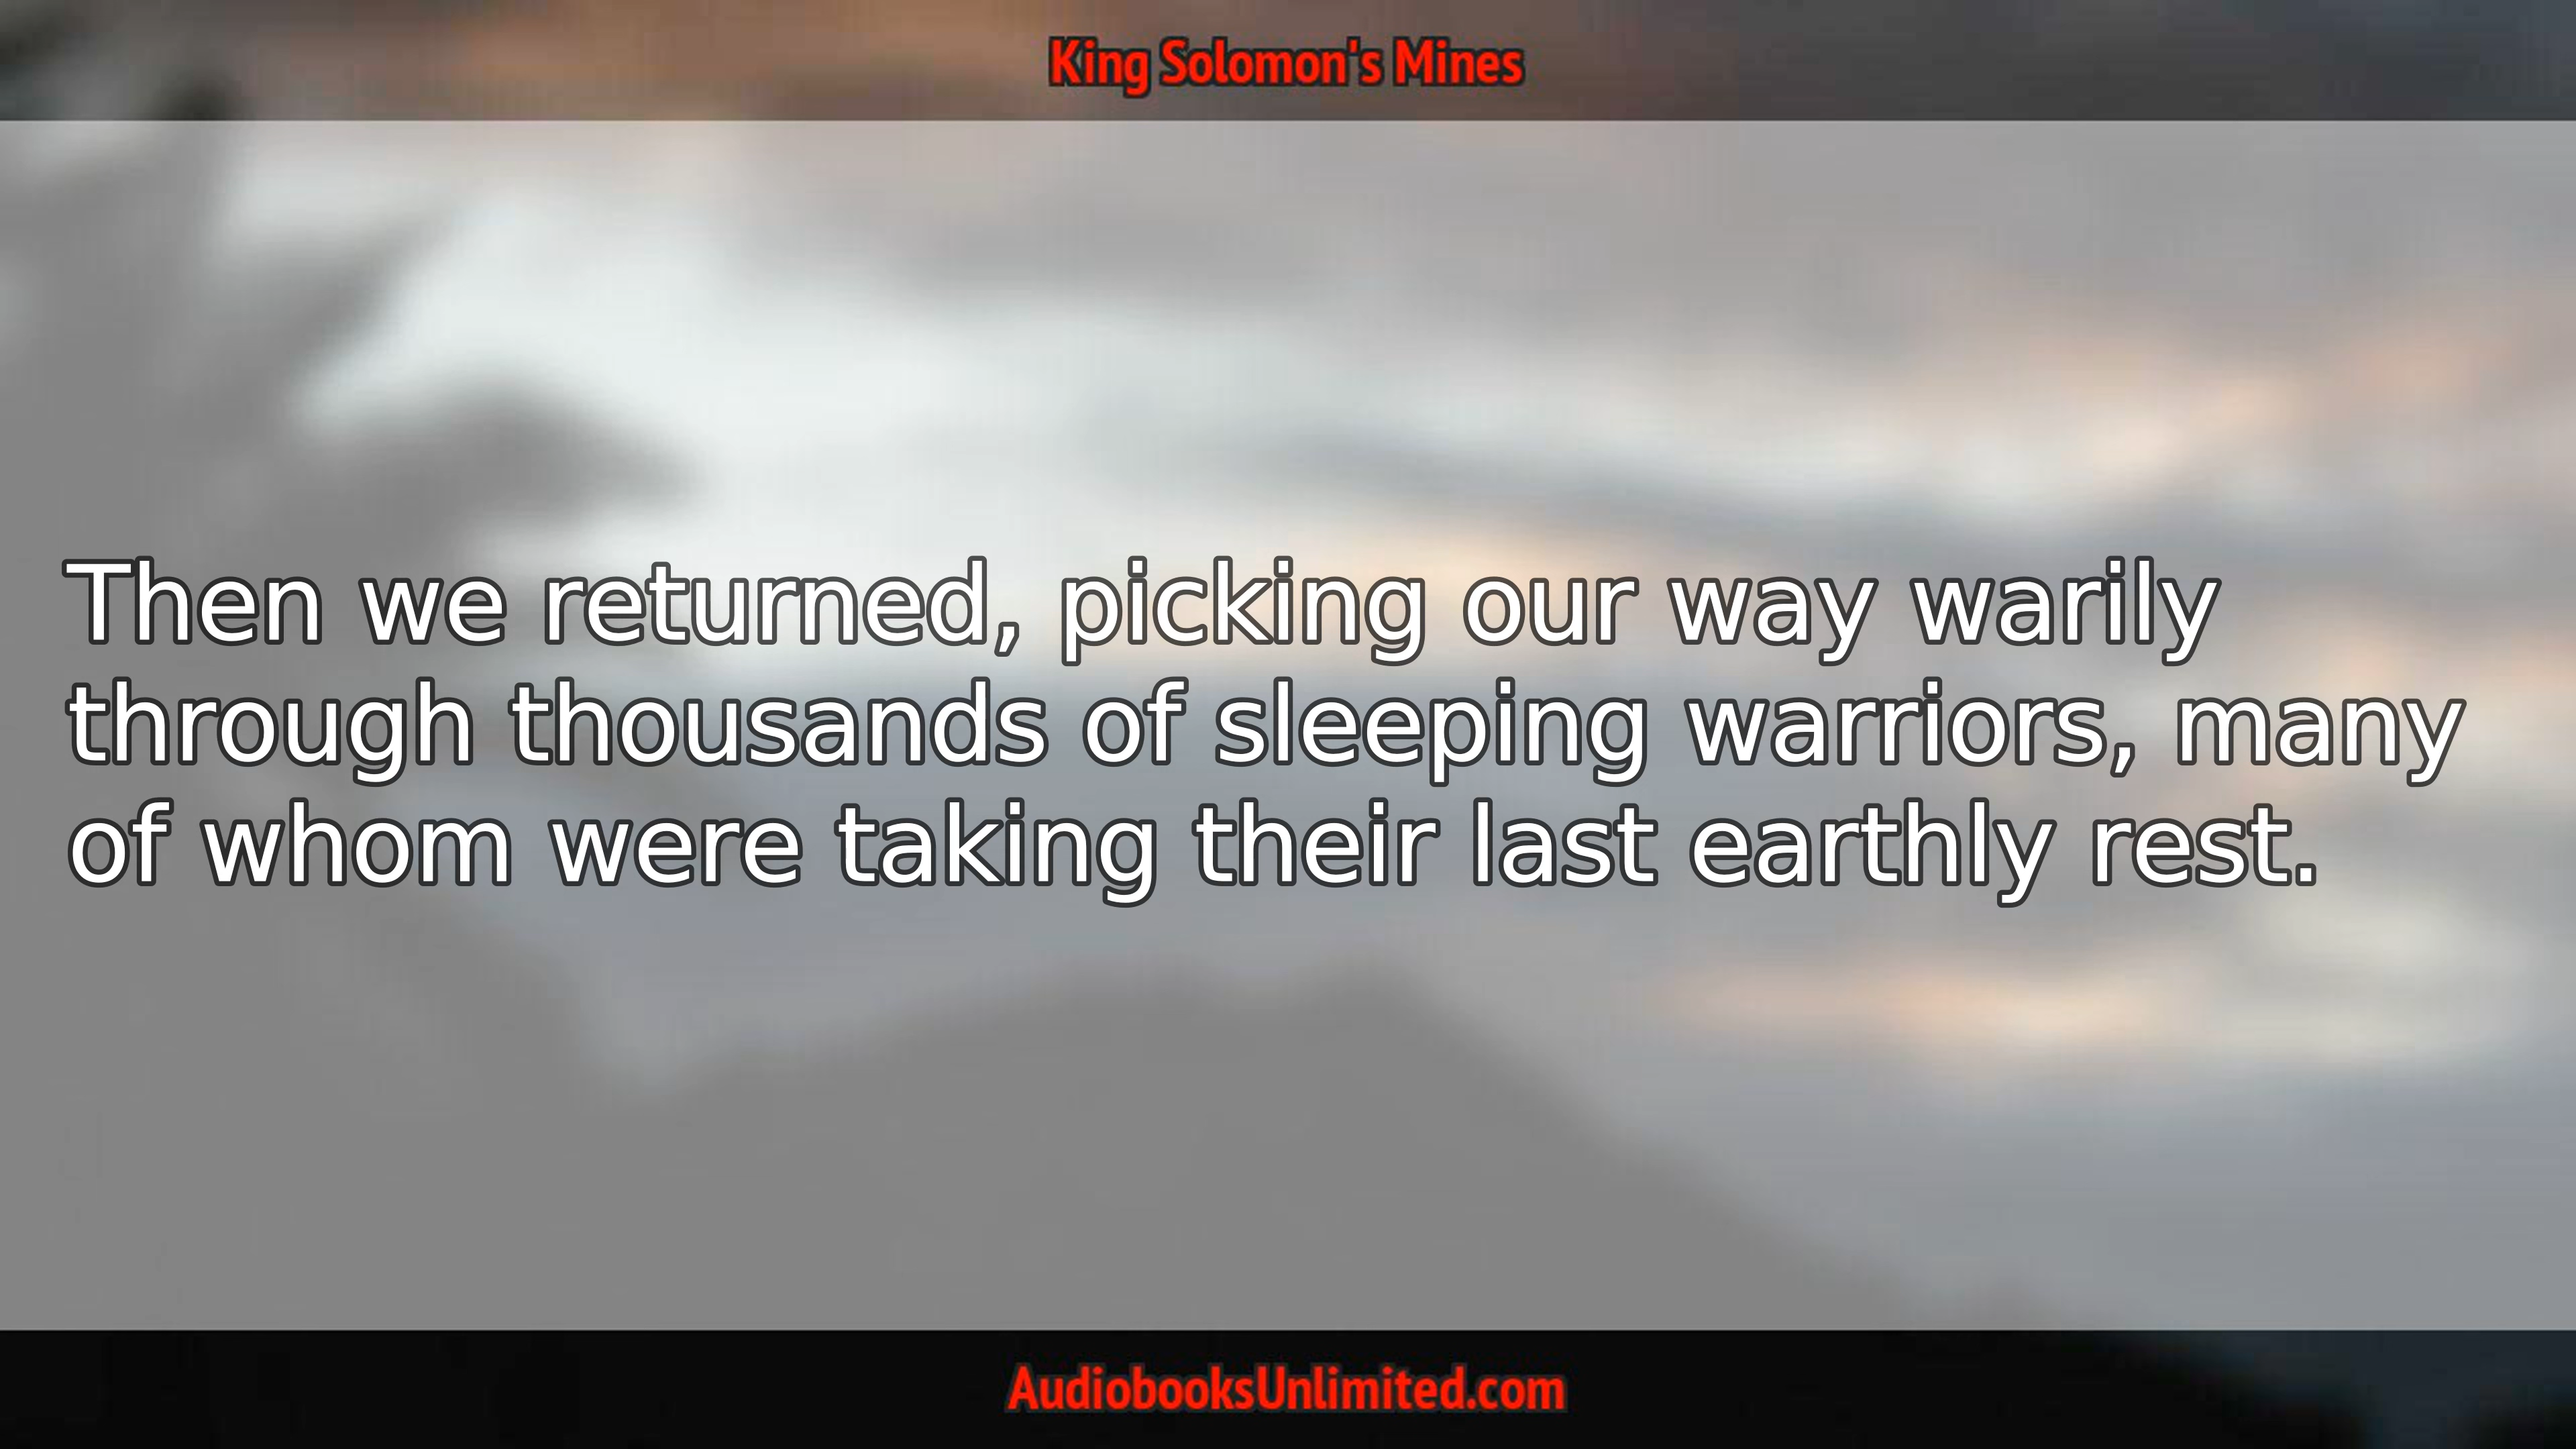 King Solomon's Mines
Then we returned, picking our way warily
through thousands of sleeping warriors, many
of whom were taking their last earthly rest.
AudiobooksUnlimited.com